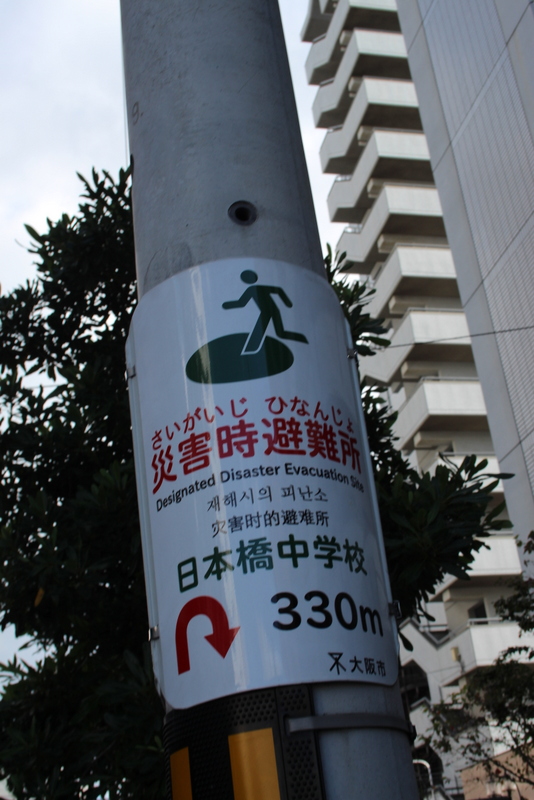 さいがいじ ひなんじょ
災害時避難所
Designated Disaster Evacuation Site
재해시의 피난소
灾害时的避难所
日本橋中学校
330m
大阪市